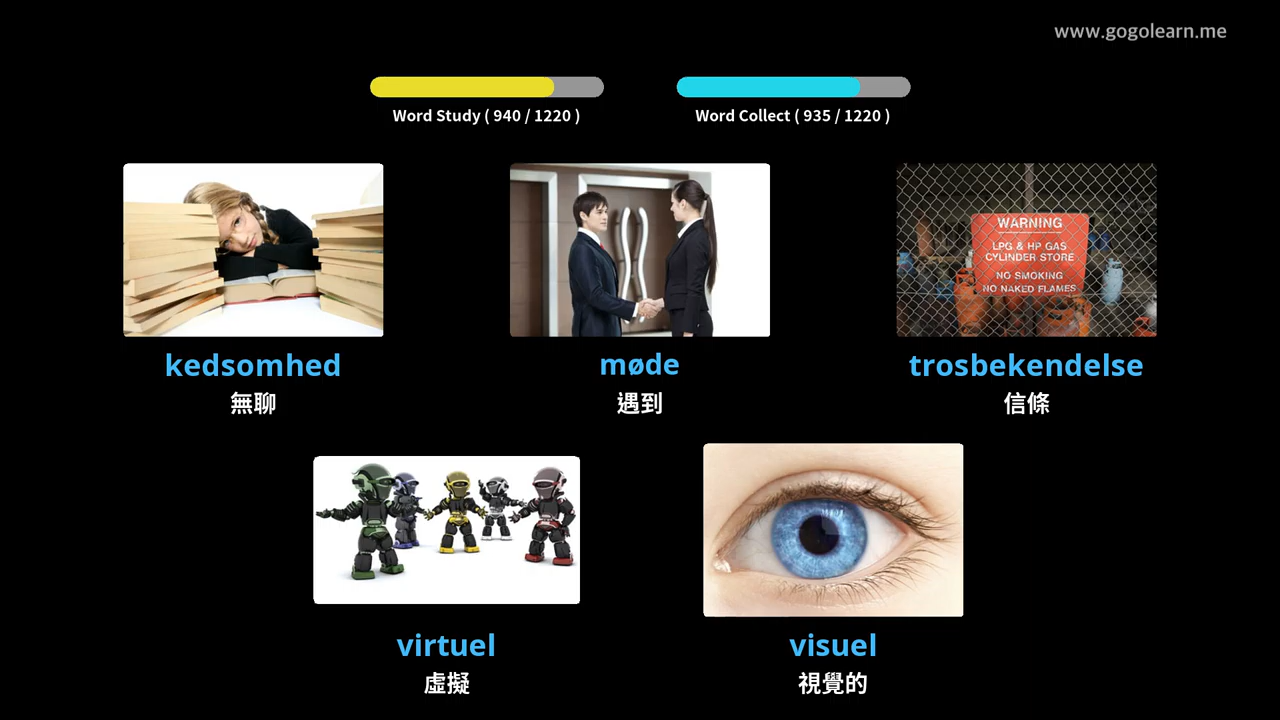 www.gogolearn.me
Word Study ( 940 / 1220 )
Word Collect ( 935 / 1220 )
WARNING
LPG & HP GAS
CYLINDER STORE
NO SMOKING
NO NAKED FLAMES
kedsomhed
無聊
møde
遇到
trosbekendelse
信條
virtuel
虛擬
visuel
視覺的